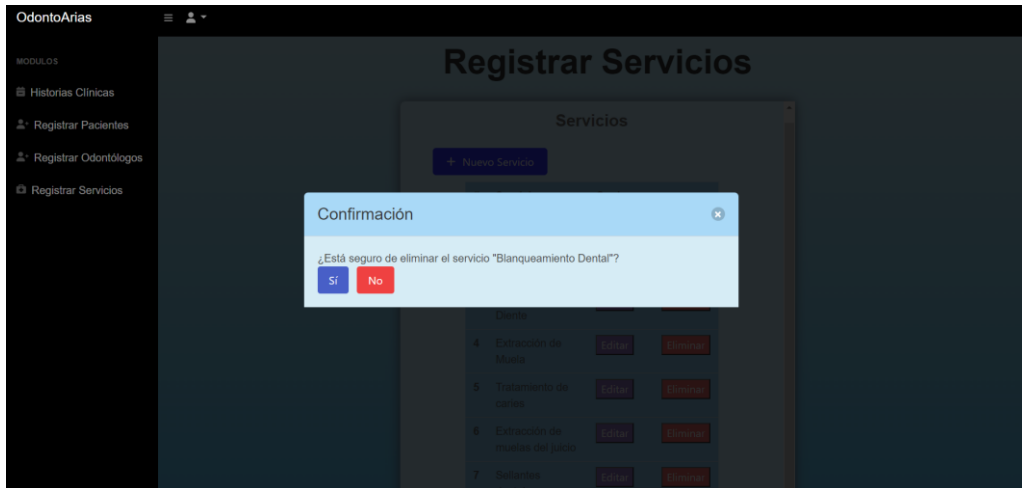 OdontoArias
MODULOS
Historias Clínicas
Registrar Pacientes
Registrar Odontólogos
Registrar Servicios
Registrar Servicios
Servicios
+ Nuevo Servicio
Confirmación
¿Está seguro de eliminar el servicio "Blanqueamiento Dental"?
Sí No
Diente
4 Extracción de Muela Editar Eliminar
5 Tratamiento de caries Editar Eliminar
6 Extracción de muelas del juicio Editar Eliminar
7 Sellantes Editar Eliminar